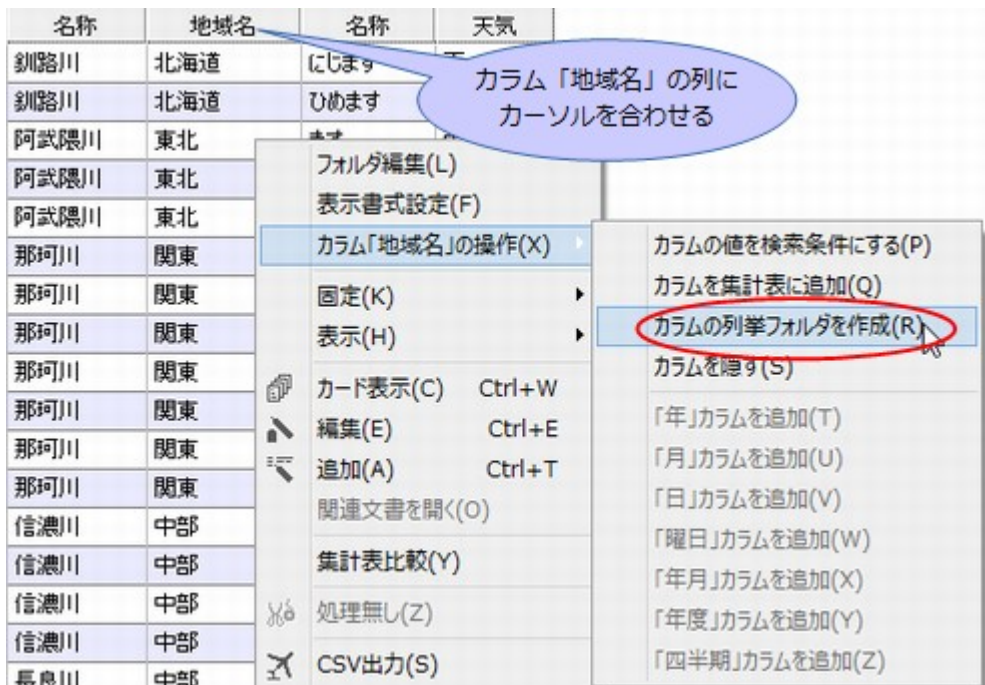 名称 地域名 名称 天気
釧路川 北海道 にじます
釧路川 北海道 ひめます
阿武隈川 東北 ます
阿武隈川 東北
阿武隈川 東北
那珂川 関東
那珂川 関東
那珂川 関東
那珂川 関東
那珂川 関東
那珂川 関東
那珂川 関東
信濃川 中部
信濃川 中部
信濃川 中部
信濃川 中部
長良川 中部
カラム「地域名」の列に
カーソルを合わせる
フォルダ編集(L)
表示書式設定(F)
カラム「地域名」の操作(X)
固定(K)
表示(H)
カード表示(C) Ctrl+W
編集(E) Ctrl+E
追加(A) Ctrl+T
関連文書を開く(O)
集計表比較(Y)
処理無し(Z)
CSV出力(S)
カラムの値を検索条件にする(P)
カラムを集計表に追加(Q)
カラムの列挙フォルダを作成(R)
カラムを隠す(S)
「年」カラムを追加(T)
「月」カラムを追加(U)
「日」カラムを追加(V)
「曜日」カラムを追加(W)
「年月」カラムを追加(X)
「年度」カラムを追加(Y)
「四半期」カラムを追加(Z)